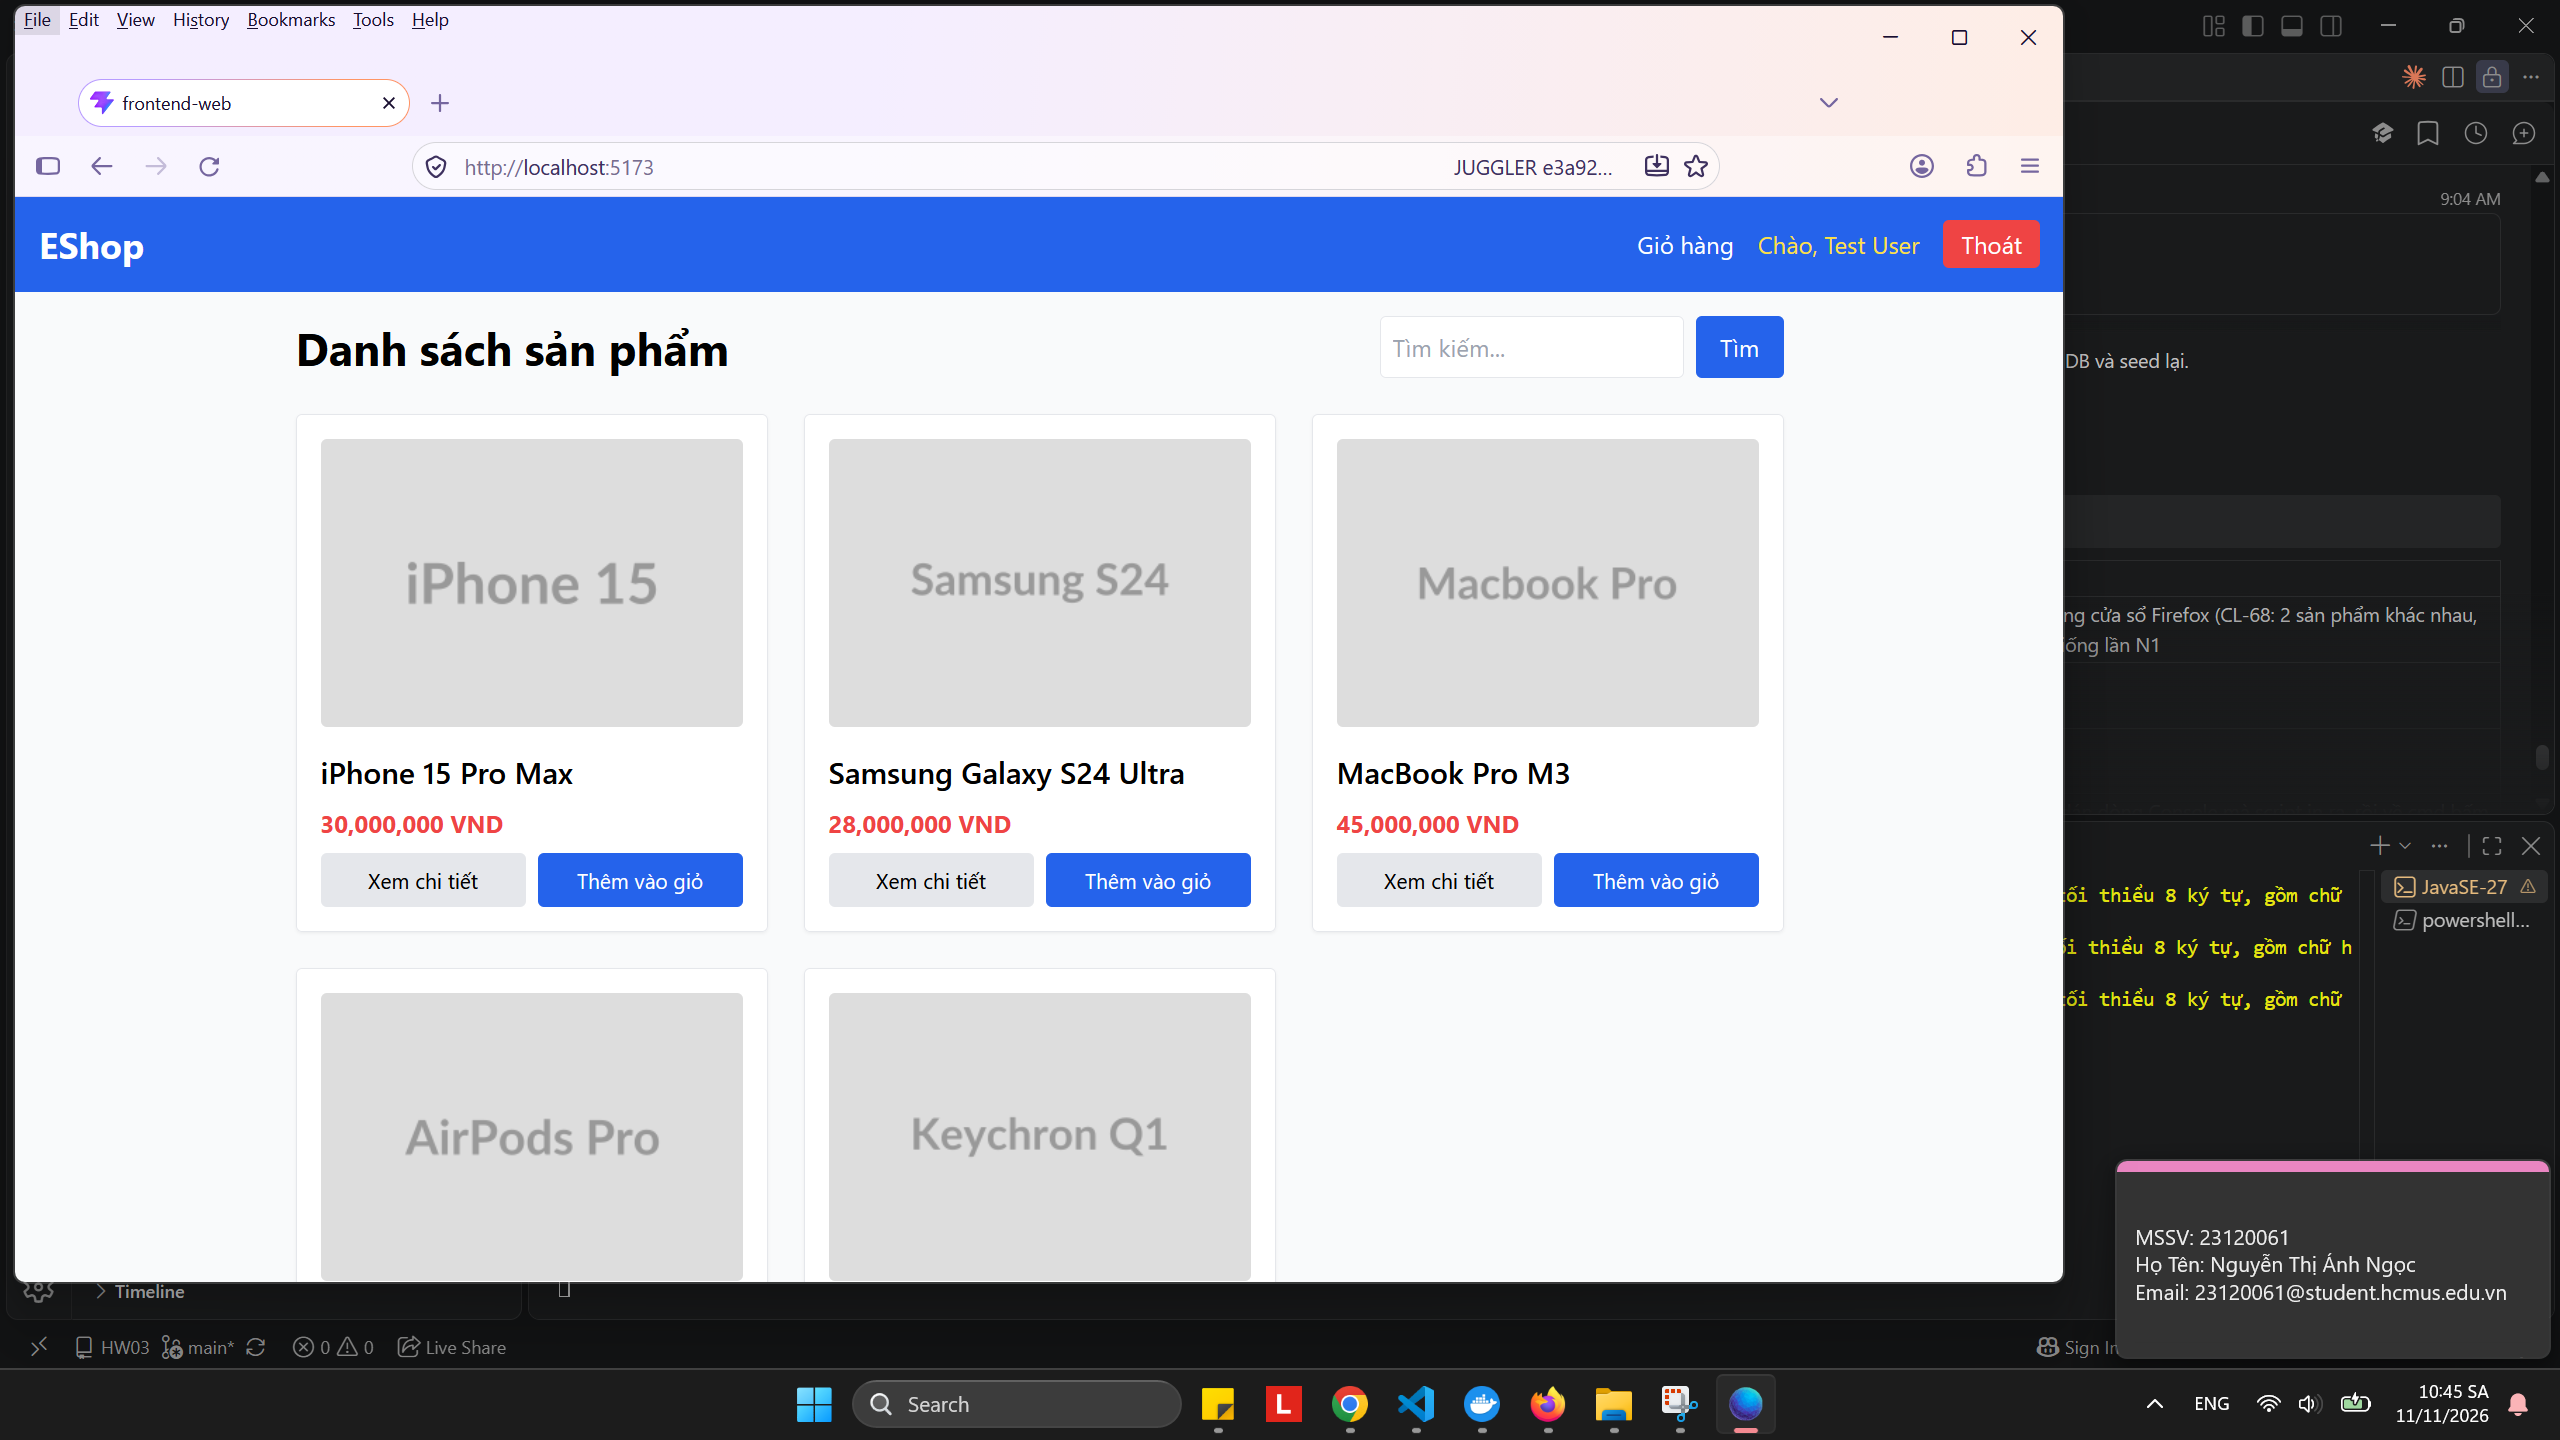 File Edit View History Bookmarks Tools Help
frontend-web
http://localhost:5173
JUGGLER e3a92...
EShop
Giỏ hàng
Chào, Test User
Thoát
Danh sách sản phẩm
Tìm kiếm...
Tìm
iPhone 15
Samsung S24
Macbook Pro
iPhone 15 Pro Max
Samsung Galaxy S24 Ultra
MacBook Pro M3
30,000,000 VND
28,000,000 VND
45,000,000 VND
Xem chi tiết
Thêm vào giỏ
Xem chi tiết
Thêm vào giỏ
Xem chi tiết
Thêm vào giỏ
AirPods Pro
Keychron Q1
9:04 AM
DB và seed lại.
ng cửa sổ Firefox (CL-68: 2 sản phẩm khác nhau,
iống lần N1
JavaSE-27
powershell...
tối thiểu 8 ký tự, gồm chữ
ối thiểu 8 ký tự, gồm chữ h
tối thiểu 8 ký tự, gồm chữ
MSSV: 23120061
Họ Tên: Nguyễn Thị Ánh Ngọc
Email: 23120061@student.hcmus.edu.vn
Timeline
HW03 main* 0 0 Live Share
Sign In
Search
ENG
10:45 SA
11/11/2026